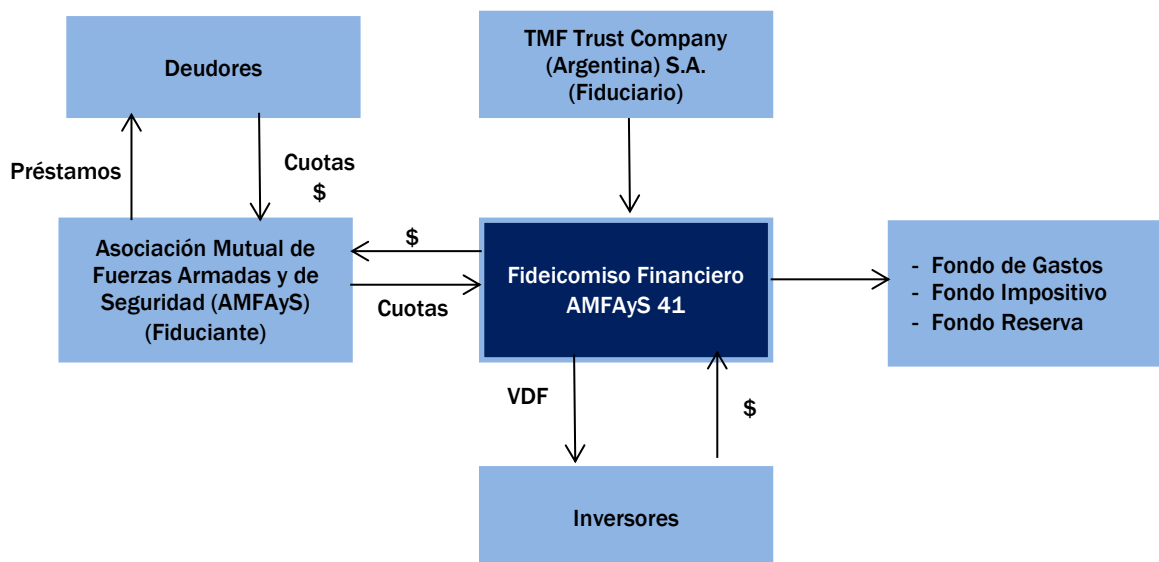 Deudores
TMF Trust Company
(Argentina) S.A.
(Fiduciario)
Préstamos
Cuotas
$
Asociación Mutual de
Fuerzas Armadas y de
Seguridad (AMFAyS)
(Fiduciante)
$
Cuotas
Fideicomiso Financiero
AMFAyS 41
- Fondo de Gastos
- Fondo Impositivo
- Fondo Reserva
VDF
$
Inversores